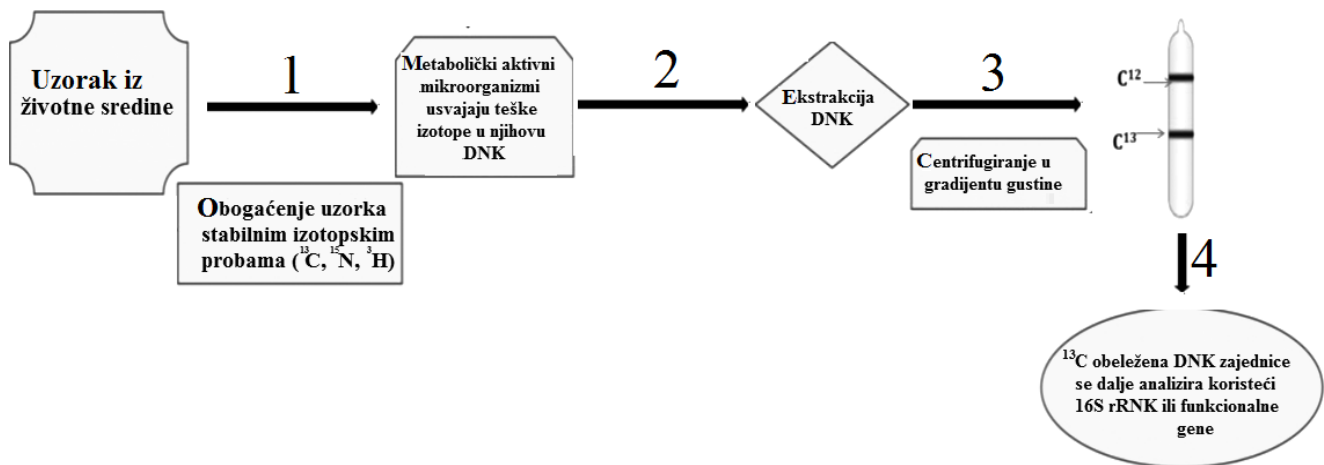 Uzorak iz
životne sredine
1
Obogaćenje uzorka
stabilnim izotopskim
probama (¹³C, ¹⁵N, ³H)
Metabolički aktivni
mikroorganizmi
usvajaju teške
izotope u njihovu
DNK
2
Ekstrakcija
DNK
3
Centrifugiranje u
gradijentu gustine
C¹²
C¹³
4
¹³C obeležena DNK zajednice
se dalje analizira koristeći
16S rRNK ili funkcionalne
gene